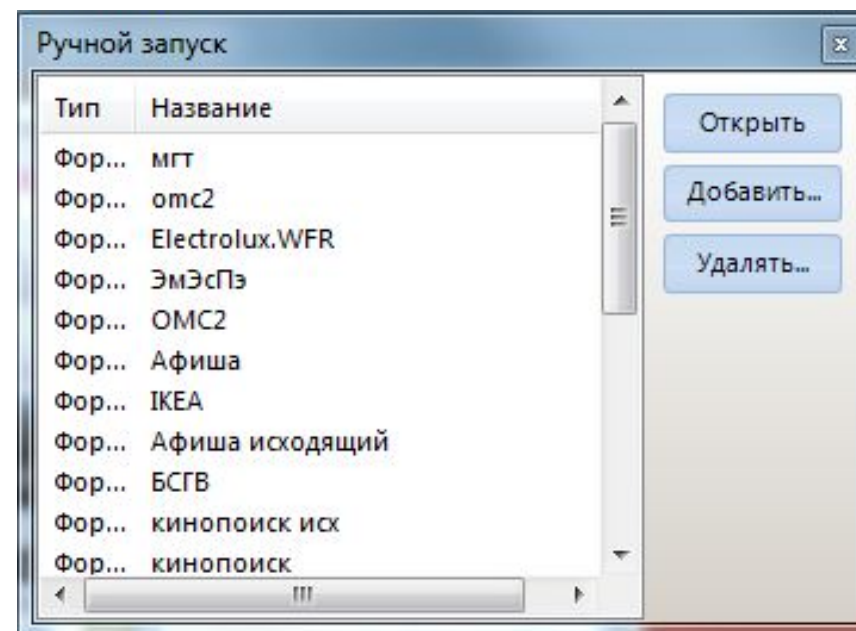 Ручной запуск
Тип Название
Фор... мгт
Фор... omc2
Фор... Electrolux.WFR
Фор... ЭмЭсПэ
Фор... ОМС2
Фор... Афиша
Фор... IKEA
Фор... Афиша исходящий
Фор... БСГВ
Фор... кинопоиск исх
Фор... кинопоиск
Открыть
Добавить...
Удалять...